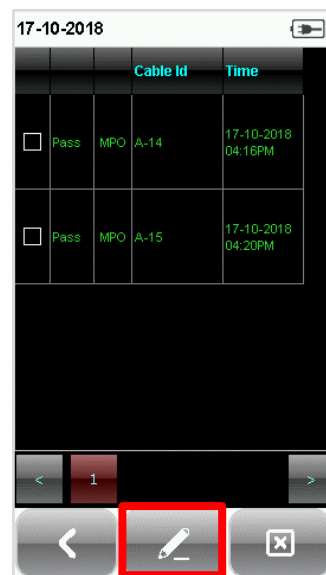 17-10-2018
Cable Id Time
Pass MPO A-14 17-10-2018
04:16PM
Pass MPO A-15 17-10-2018
04:20PM
< 1 >